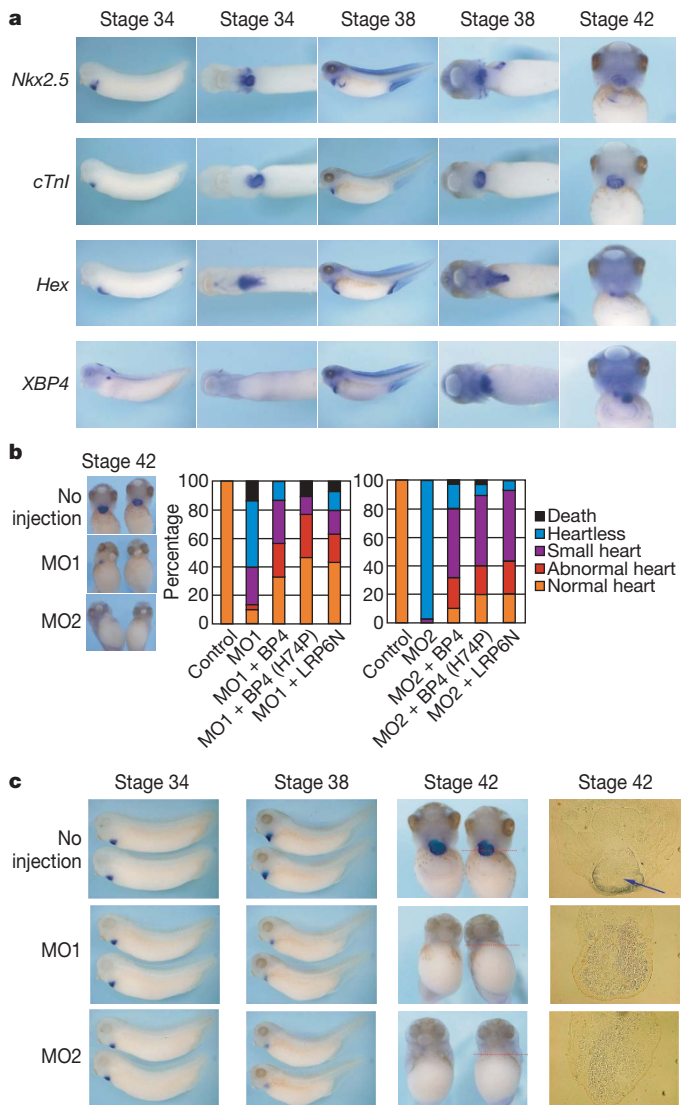 a
Stage 34 Stage 34 Stage 38 Stage 38 Stage 42
Nkx2.5
cTnI
Hex
XBP4
b
Stage 42
No
injection
MO1
MO2
Percentage
100
80
60
40
20
0
Control
MO1
MO1 + BP4
MO1 + BP4 (H74P)
MO1 + LRP6N
100
80
60
40
20
0
Control
MO2
MO2 + BP4
MO2 + BP4 (H74P)
MO2 + LRP6N
Death
Heartless
Small heart
Abnormal heart
Normal heart
c
Stage 34 Stage 38 Stage 42 Stage 42
No
injection
MO1
MO2